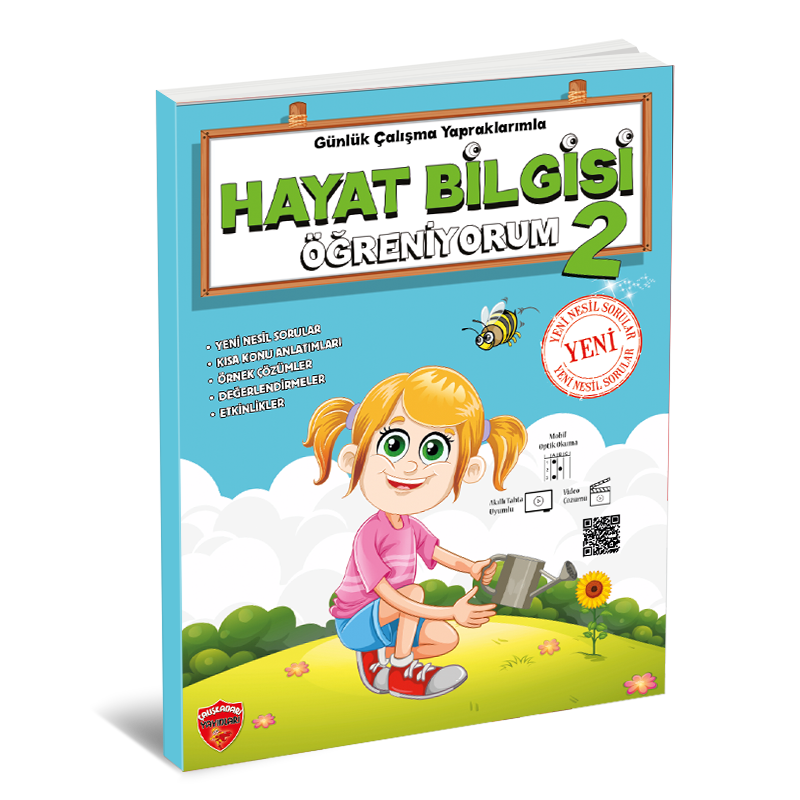 Günlük Çalışma Yapraklarımla
HAYAT BİLGİSİ
ÖĞRENİYORUM 2
• YENİ NESİL SORULAR
• KISA KONU ANLATIMLARI
• ÖRNEK ÇÖZÜMLER
• DEĞERLENDİRMELER
• ETKİNLİKLER
YENİ NESİL SORULAR
YENİ
YENİ NESİL SORULAR
Mobil
Optik Okuma
Akıllı Tahta
Uyumlu
Video
Çözümü
YAYINLARI